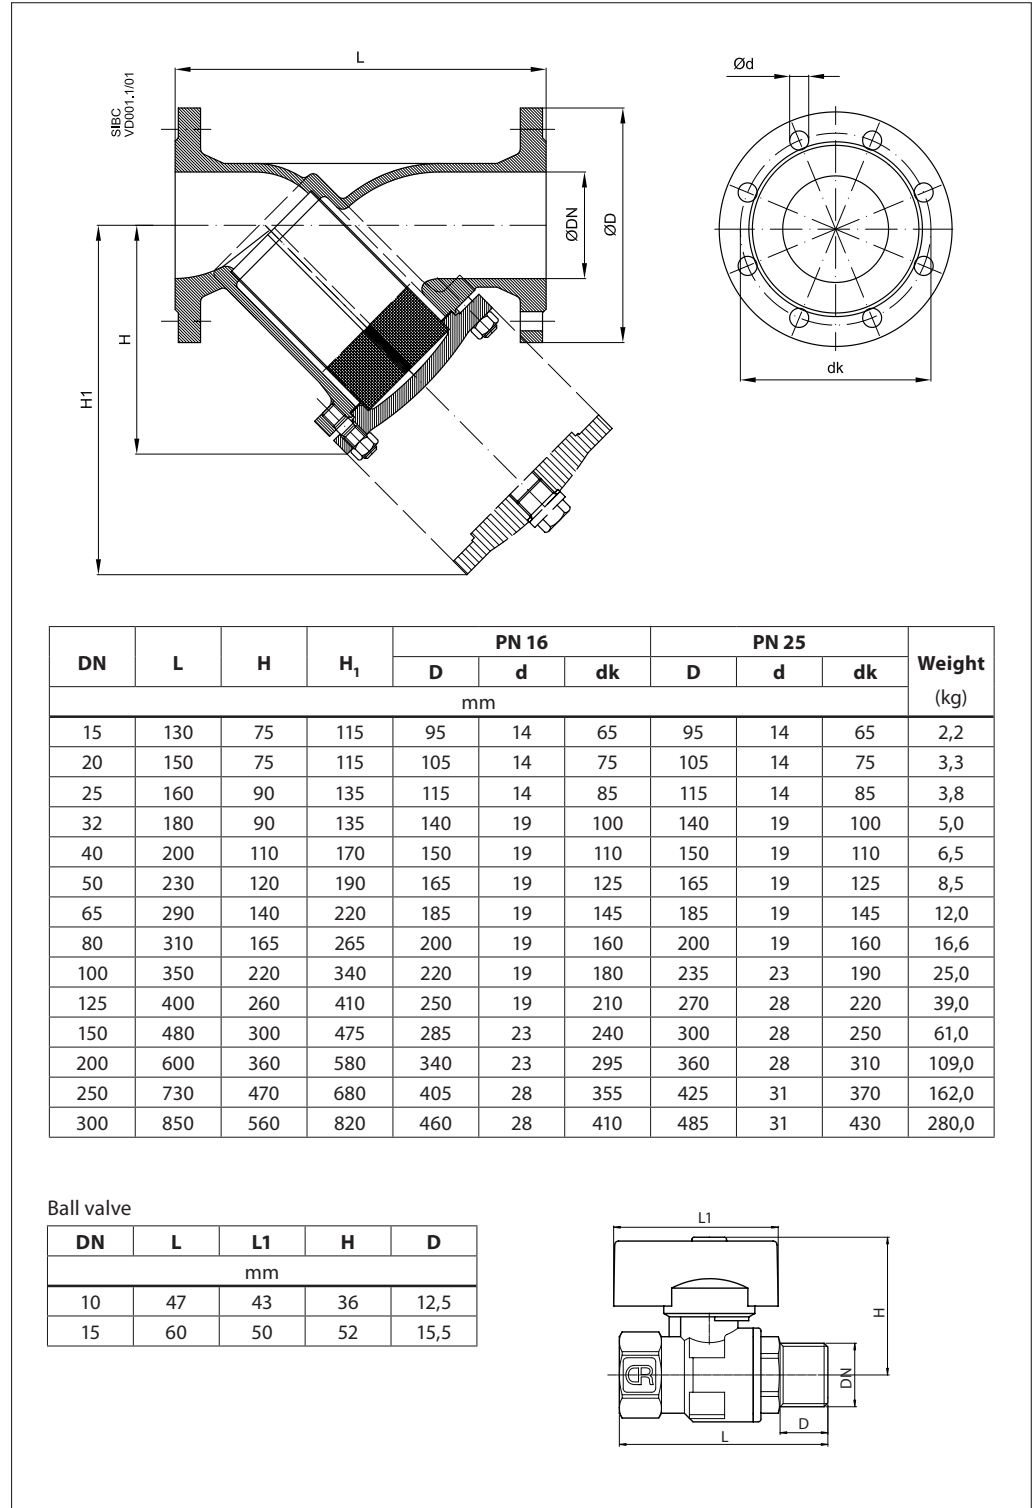 L
SIBC
VD001.1/01
Ød
ØDN
ØD
H
H1
dk
DN L H H1 PN 16 PN 25 Weight
D d dk D d dk
mm (kg)
15 130 75 115 95 14 65 95 14 65 2,2
20 150 75 115 105 14 75 105 14 75 3,3
25 160 90 135 115 14 85 115 14 85 3,8
32 180 90 135 140 19 100 140 19 100 5,0
40 200 110 170 150 19 110 150 19 110 6,5
50 230 120 190 165 19 125 165 19 125 8,5
65 290 140 220 185 19 145 185 19 145 12,0
80 310 165 265 200 19 160 200 19 160 16,6
100 350 220 340 220 19 180 235 23 190 25,0
125 400 260 410 250 19 210 270 28 220 39,0
150 480 300 475 285 23 240 300 28 250 61,0
200 600 360 580 340 23 295 360 28 310 109,0
250 730 470 680 405 28 355 425 31 370 162,0
300 850 560 820 460 28 410 485 31 430 280,0
Ball valve
DN L L1 H D
mm
10 47 43 36 12,5
15 60 50 52 15,5
L1
H
DN
D
L